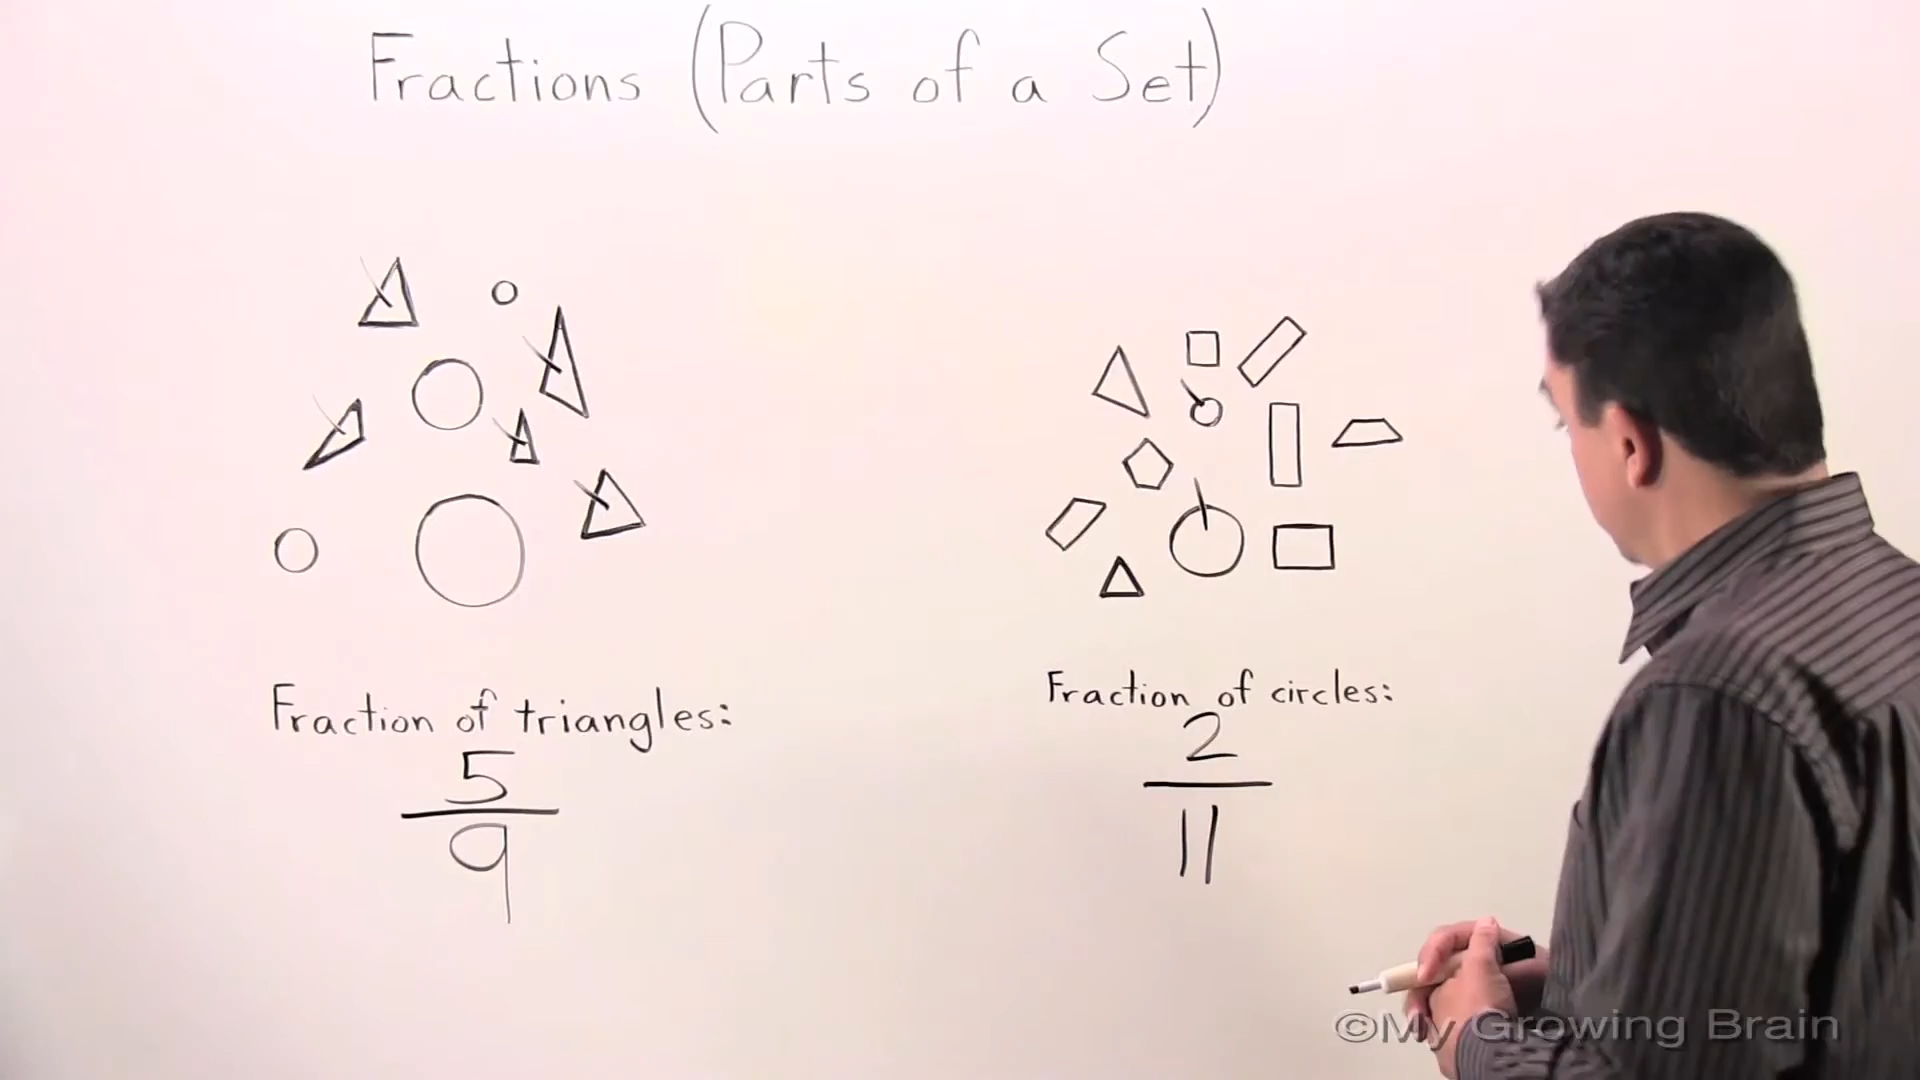 Fractions (Parts of a Set)
Fraction of triangles:
5
9
Fraction of circles:
2
11
©My Growing Brain